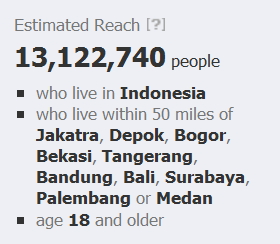 Estimated Reach [?]
13,122,740 people
who live in Indonesia
who live within 50 miles of
Jakatra, Depok, Bogor,
Bekasi, Tangerang,
Bandung, Bali, Surabaya,
Palembang or Medan
age 18 and older